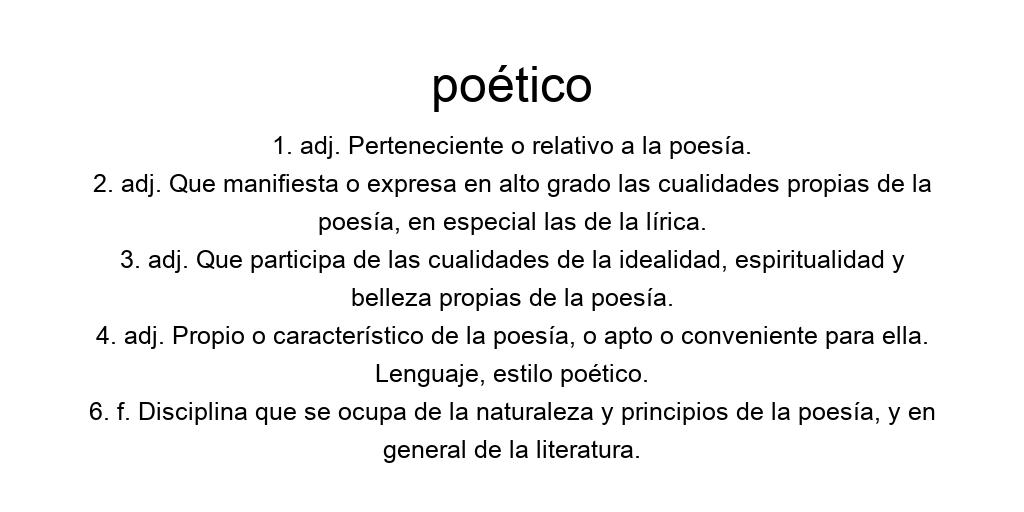 poético
1. adj. Perteneciente o relativo a la poesía.
2. adj. Que manifiesta o expresa en alto grado las cualidades propias de la
poesía, en especial las de la lírica.
3. adj. Que participa de las cualidades de la idealidad, espiritualidad y
belleza propias de la poesía.
4. adj. Propio o característico de la poesía, o apto o conveniente para ella.
Lenguaje, estilo poético.
6. f. Disciplina que se ocupa de la naturaleza y principios de la poesía, y en
general de la literatura.